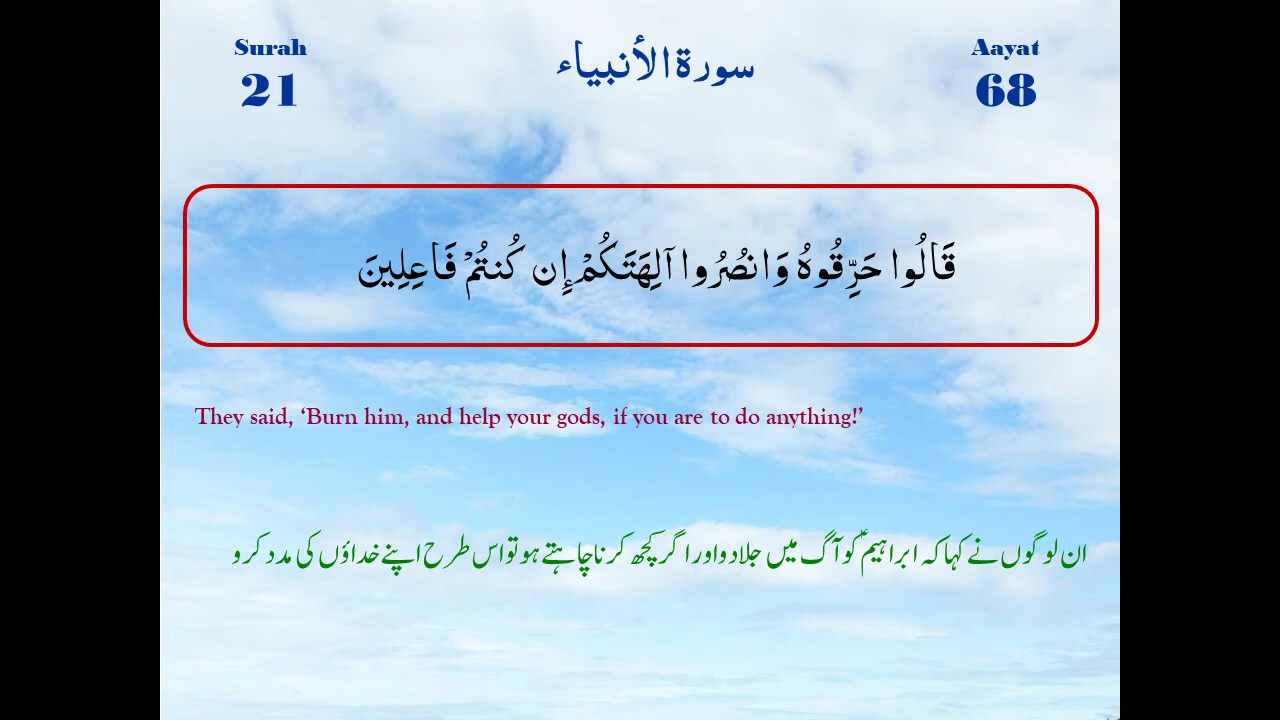 Surah
21
سورة الأنبياء
Aayat
68
قَالُوا حَرِّقُوهُ وَانصُرُوا آلِهَتَكُمْ إِن كُنتُمْ فَاعِلِينَ
They said, ‘Burn him, and help your gods, if you are to do anything!’
ان لوگوں نے کہا کہ ابراہیم ؑ کو آگ میں جلادو اور اگر کچھ کرنا چاہتے ہو تو اس طرح اپنے خداؤں کی مدد کرو